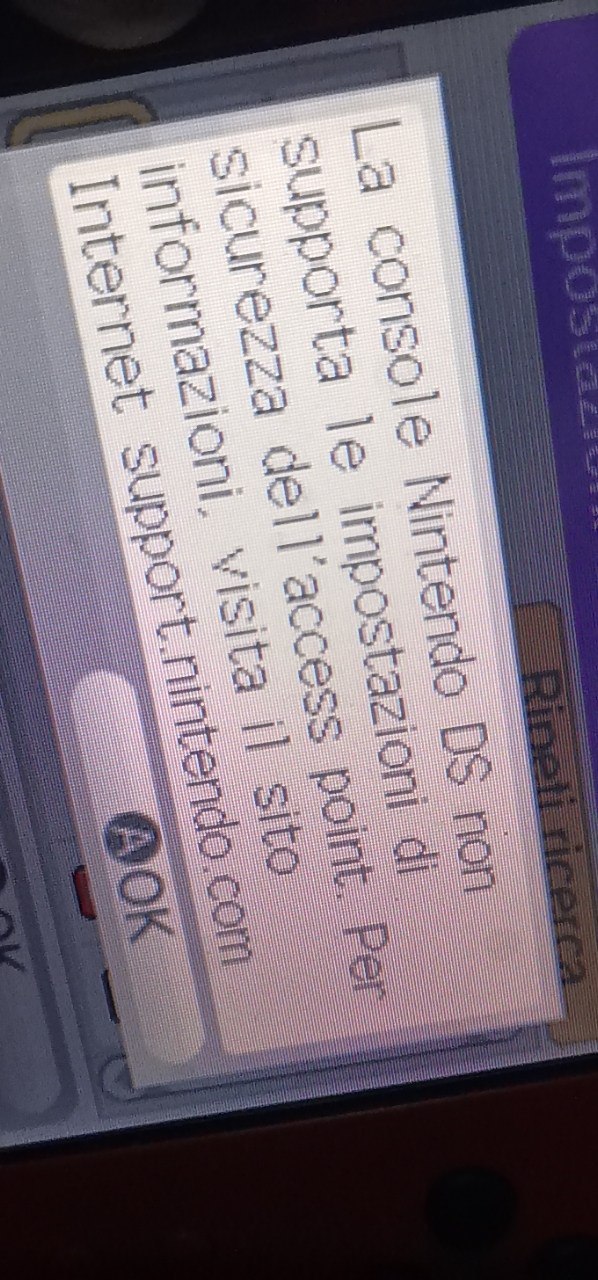 Impostazioni
Ripeti ricerca
La console Nintendo DS non
supporta le impostazioni di
sicurezza dell'access point. Per
informazioni, visita il sito
Internet support.nintendo.com
A OK
OK